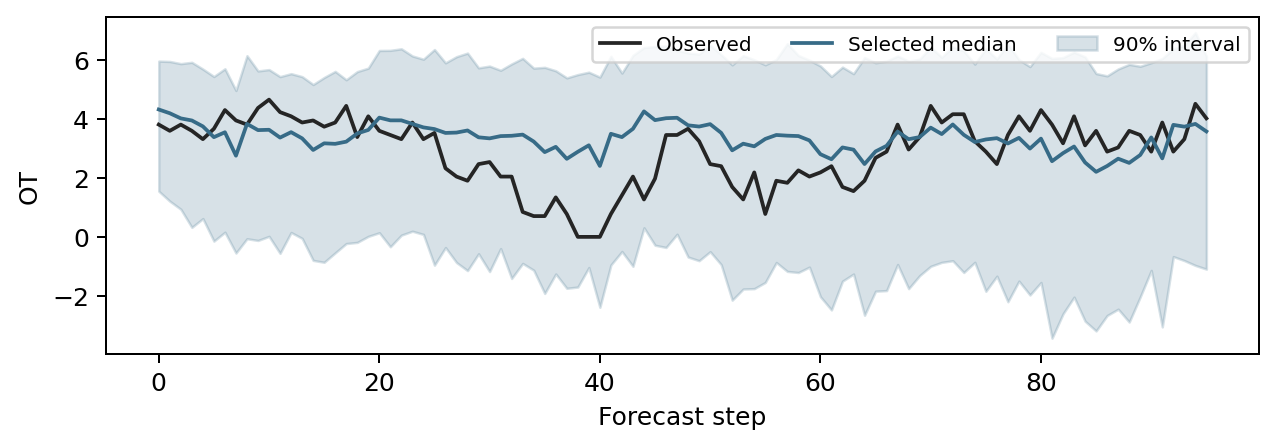 Observed
Selected median
90% interval
6
4
2
0
−2
OT
0
20
40
60
80
Forecast step